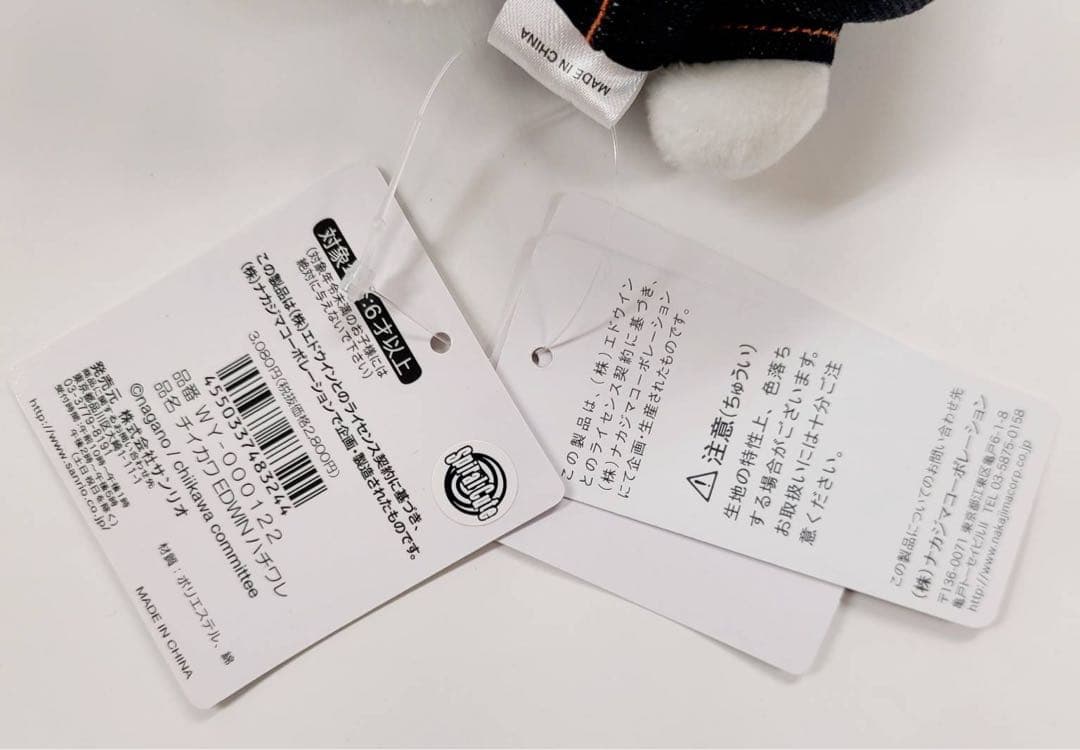 MADE IN CHINA
対象
:6才以上
(対象年令未満のお子様には
絶対に与えないで下さい)
この製品は(株)エドウインとのライセンス契約に基づき、
(株)ナカジマコーポレーションで企画・製造されたものです。
3,080円(税抜価格2,800円)
4550337483244
品番 WY-000122
品名 チイカワ EDWIN ハチワレ
©nagano / chiikawa committee
発売元 株式会社サンリオ
http://www.sanrio.co.jp/
材質:ポリエステル、綿
MADE IN CHINA
この製品は、(株)エドウイン
とのライセンス契約に基づき、
(株)ナカジマコーポレーション
にて企画・生産されたものです。
⚠注意(ちゅうい)
生地の特性上、色落ち
する場合がございます。
お取扱いには十分ご注
意ください。
この製品についてのお問い合わせ先
(株)ナカジマコーポレーション
〒136-0071 東京都江東区亀戸6-1-8
亀戸トーセイビルII TEL 03-5875-0158
http://www.nakajimacorp.co.jp/